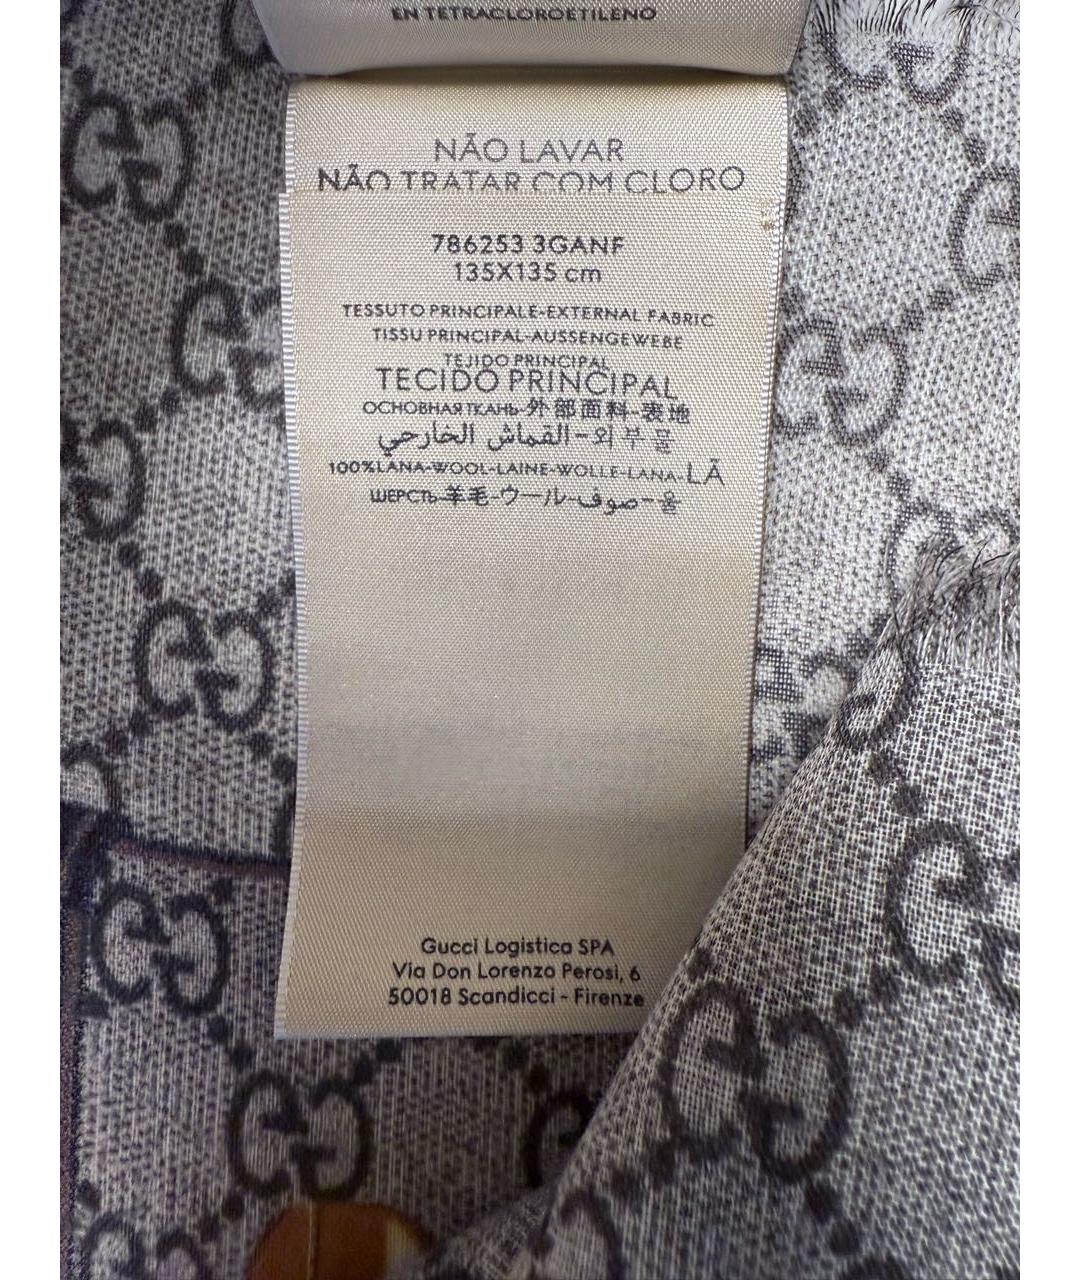 EN TETRACLOROETILENO
NÃO LAVAR
NÃO TRATAR COM CLORO
786253 3GANF
135X135 cm
TESSUTO PRINCIPALE-EXTERNAL FABRIC
TISSU PRINCIPAL-AUSSENGEWEBE
TEJIDO PRINCIPAL
TECIDO PRINCIPAL
ОСНОВНАЯ ТКАНЬ-外部面料-表地
القماش الخارجي-외부물
100%LANA-WOOL-LAINE-WOLLE-LANA-LÃ
ШЕРСТЬ-羊毛-ウール-صوف-울
Gucci Logistica SPA
Via Don Lorenzo Perosi, 6
50018 Scandicci - Firenze